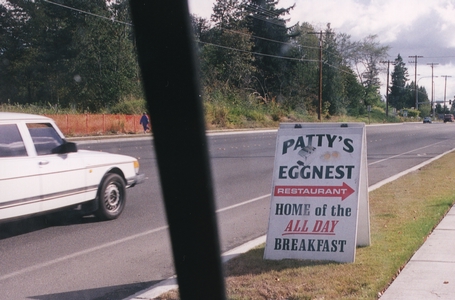 PATTY'S
EGGNEST
RESTAURANT
HOME of the
ALL DAY
BREAKFAST